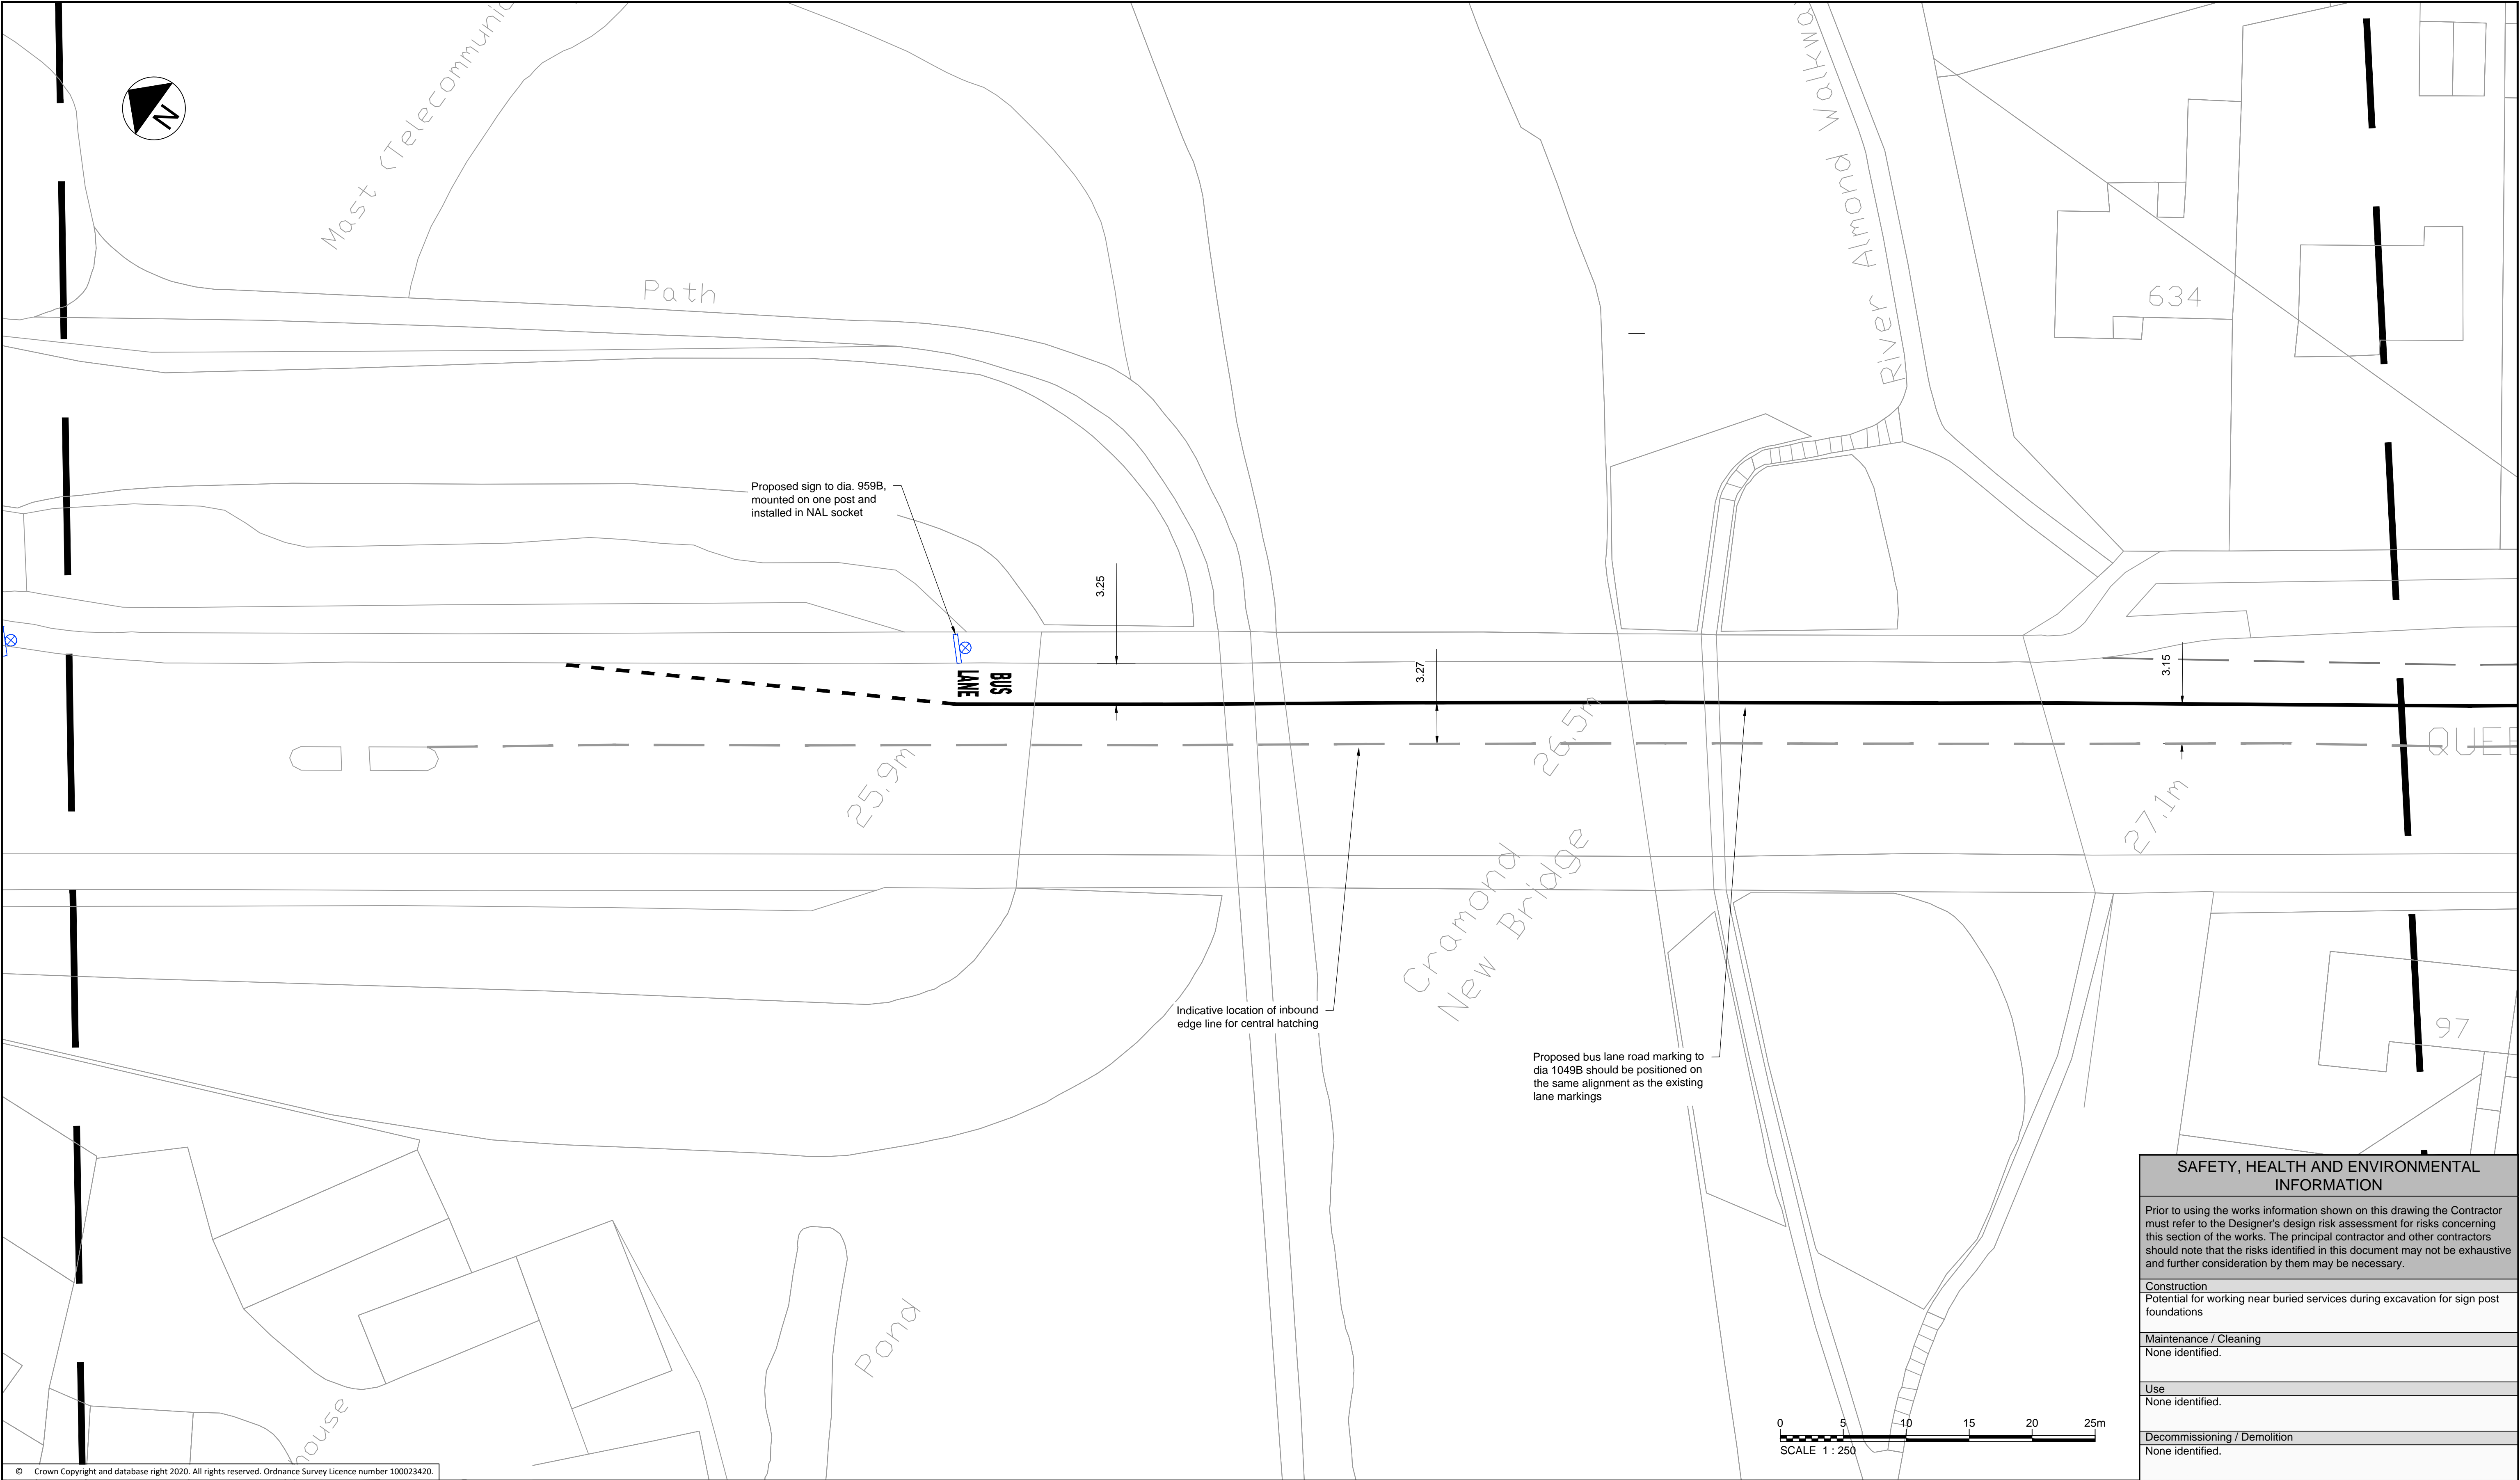 N
Path
River Almond
634
Proposed sign to dia. 959B,
mounted on one post and
installed in NAL socket
3.25
BUS
LANE
3.27
3.15
25.9m
26.5m
27.1m
Cramond
New Bridge
Indicative location of inbound
edge line for central hatching
Proposed bus lane road marking to
dia 1049B should be positioned on
the same alignment as the existing
lane markings
97
Pond
SAFETY, HEALTH AND ENVIRONMENTAL
INFORMATION
Prior to using the works information shown on this drawing the Contractor
must refer to the Designer's design risk assessment for risks concerning
this section of the works. The principal contractor and other contractors
should note that the risks identified in this document may not be exhaustive
and further consideration by them may be necessary.
Construction
Potential for working near buried services during excavation for sign post
foundations
Maintenance / Cleaning
None identified.
Use
None identified.
Decommissioning / Demolition
None identified.
0 5 10 15 20 25m
SCALE 1 : 250
© Crown Copyright and database right 2020. All rights reserved. Ordnance Survey Licence number 100023420.
Mast (Telecommunic